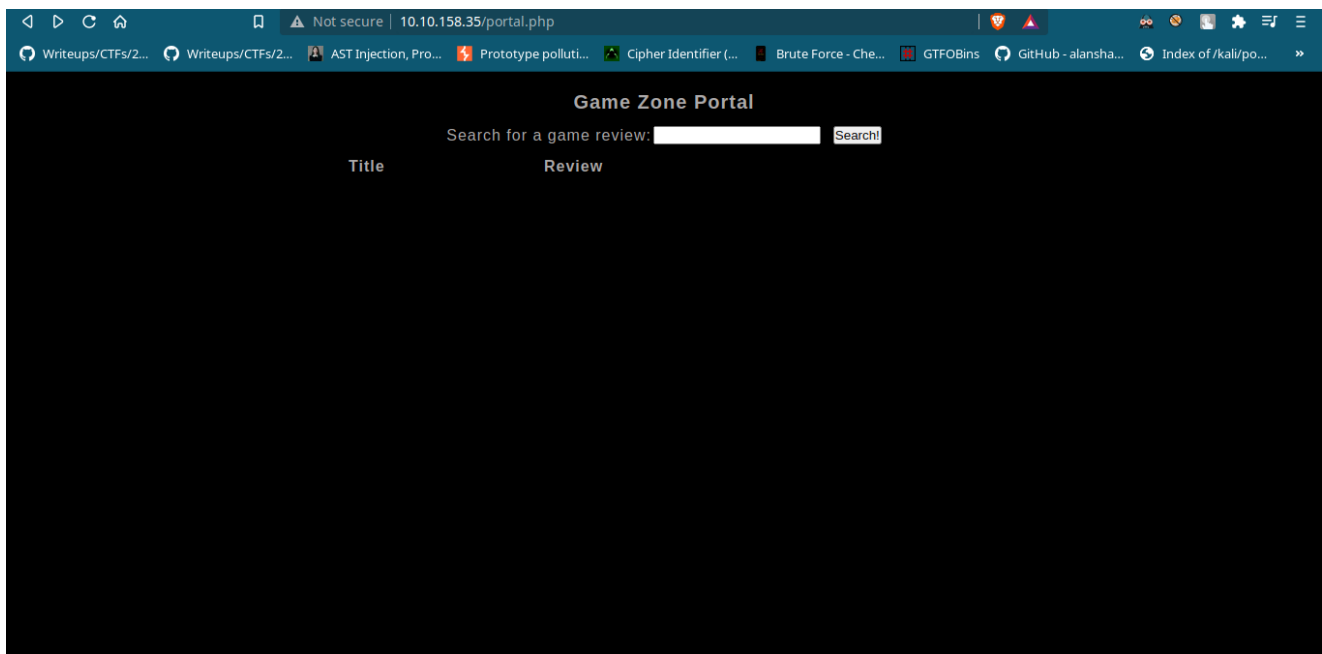 Not secure | 10.10.158.35/portal.php
Writeups/CTFs/2... Writeups/CTFs/2... AST Injection, Pro... Prototype polluti... Cipher Identifier (... Brute Force - Che... GTFOBins GitHub - alansha... Index of /kali/po... »
Game Zone Portal
Search for a game review: Search!
Title Review